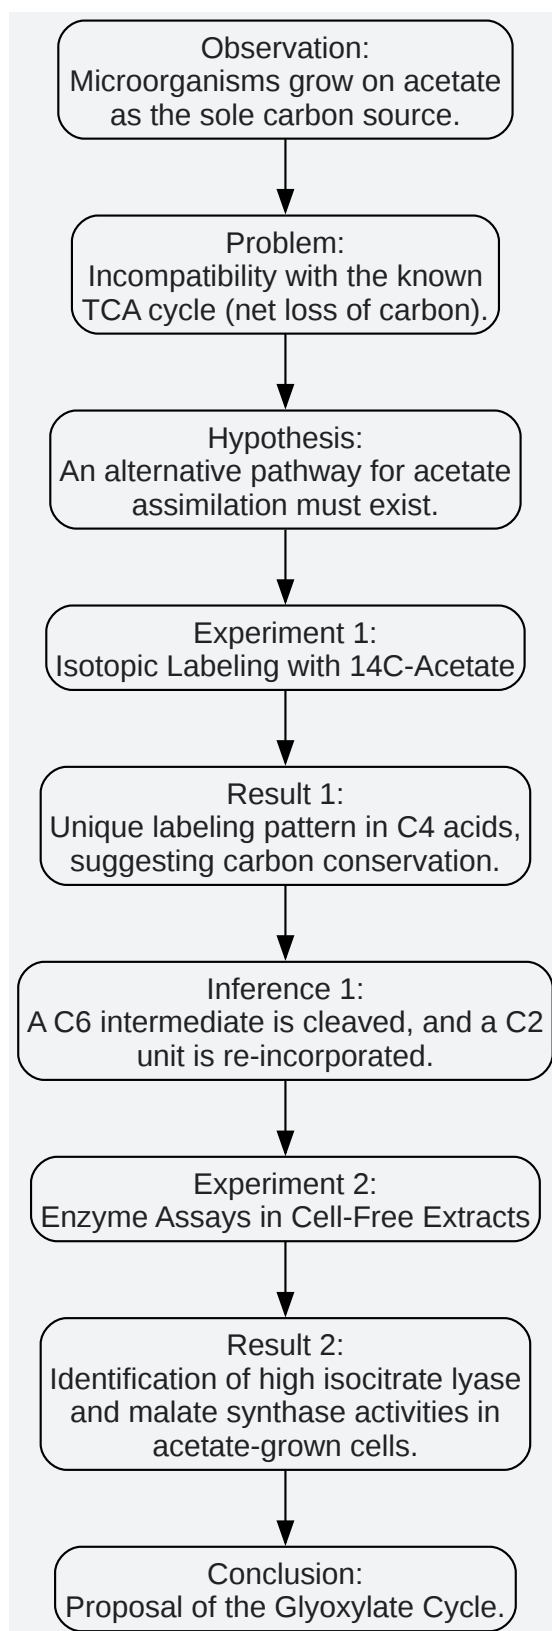 Observation:
Microorganisms grow on acetate
as the sole carbon source.
Problem:
Incompatibility with the known
TCA cycle (net loss of carbon).
Hypothesis:
An alternative pathway for acetate
assimilation must exist.
Experiment 1:
Isotopic Labeling with 14C-Acetate
Result 1:
Unique labeling pattern in C4 acids,
suggesting carbon conservation.
Inference 1:
A C6 intermediate is cleaved, and a C2
unit is re-incorporated.
Experiment 2:
Enzyme Assays in Cell-Free Extracts
Result 2:
Identification of high isocitrate lyase
and malate synthase activities in
acetate-grown cells.
Conclusion:
Proposal of the Glyoxylate Cycle.